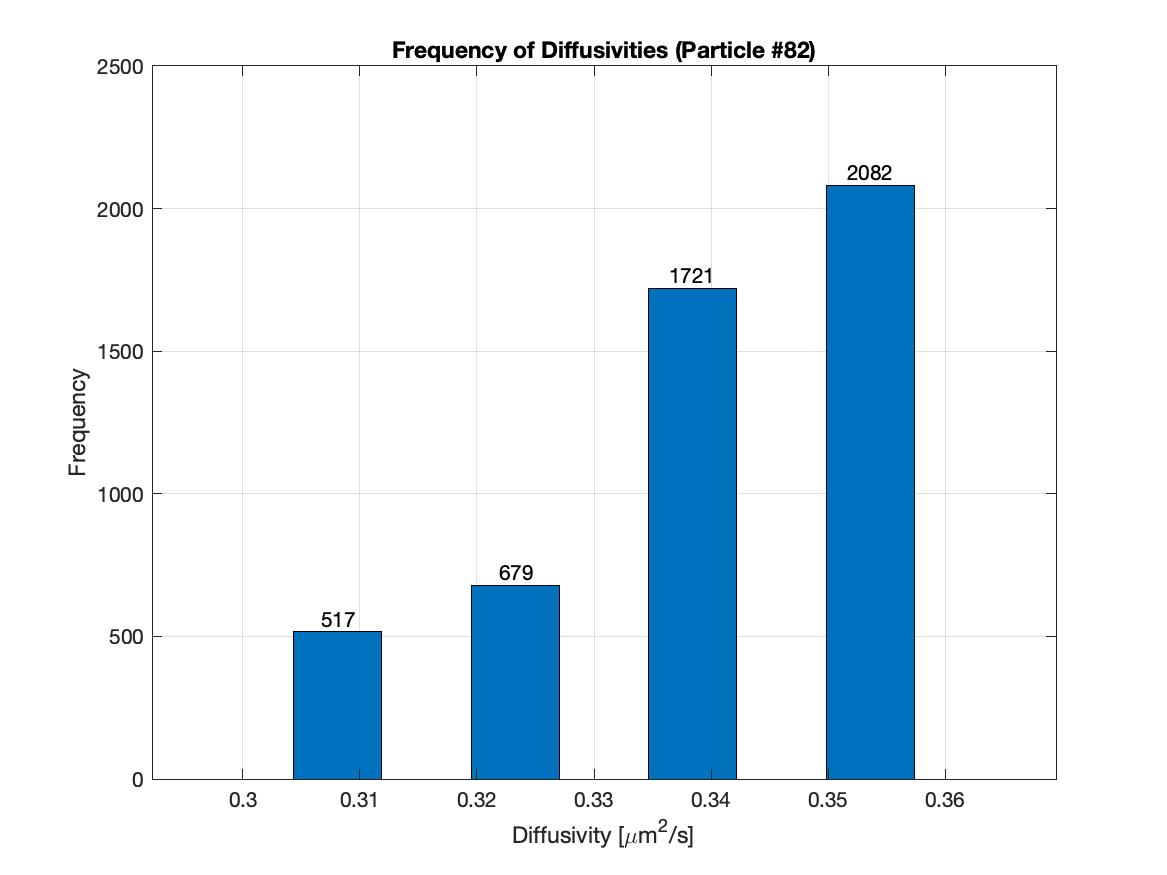 Frequency of Diffusivities (Particle #82)
2500
2000
1500
1000
500
0
Frequency
517
679
1721
2082
0.3 0.31 0.32 0.33 0.34 0.35 0.36
Diffusivity [μm²/s]